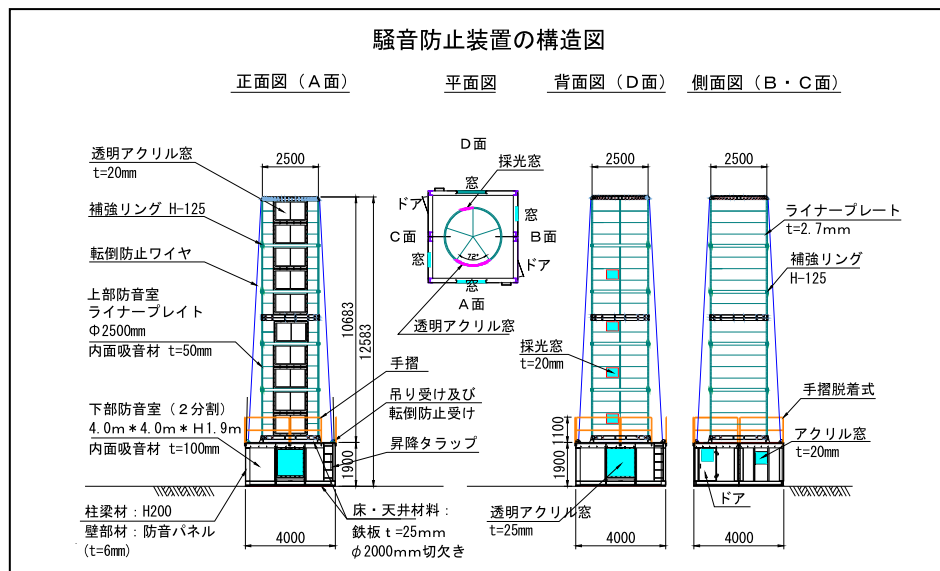 騒音防止装置の構造図
正面図（A面）
平面図
背面図（D面）
側面図（B・C面）
透明アクリル窓
t=20mm
補強リング H-125
転倒防止ワイヤ
上部防音室
ライナープレイト
Φ2500mm
内面吸音材 t=50mm
下部防音室（２分割）
4.0m*4.0m*H1.9m
内面吸音材 t=100mm
柱梁材：H200
壁部材：防音パネル
(t=6mm)
2500
10683
12583
1900
4000
手摺
吊り受け及び
転倒防止受け
昇降タラップ
床・天井材料：
鉄板ｔ=25mm
φ2000mm切欠き
D面
採光窓
窓
ドア
窓
C面
B面
72°
窓
ドア
窓
A面
透明アクリル窓
2500
採光窓
t=20mm
1100
1900
透明アクリル窓
t=25mm
4000
2500
ライナープレート
t=2.7mm
補強リング
H-125
手摺脱着式
アクリル窓
t=20mm
ドア
4000